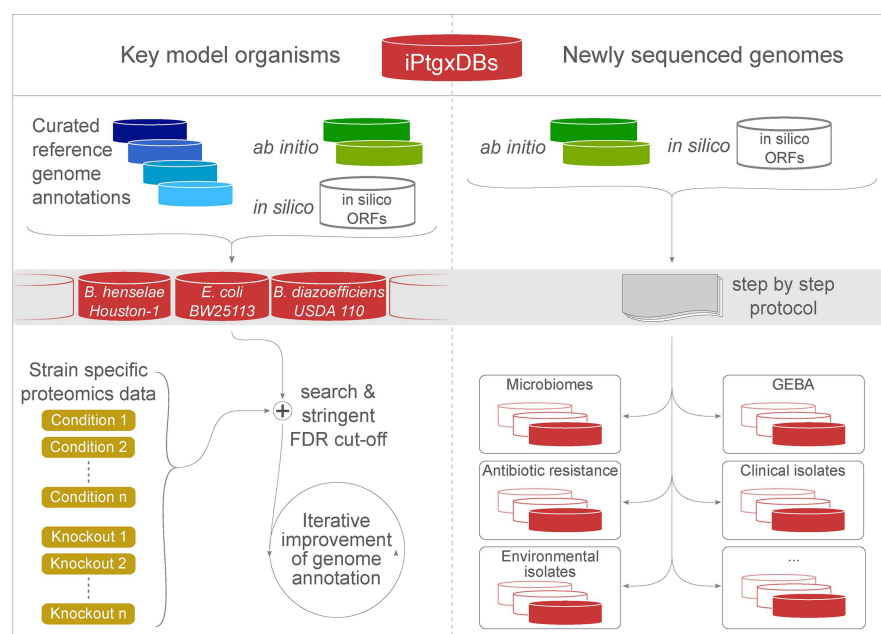 Key model organisms
iPtgxDBs
Newly sequenced genomes
Curated
reference
genome
annotations
ab initio
in silico
in silico
ORFs
ab initio
in silico
in silico
ORFs
B. henselae
Houston-1
E. coli
BW25113
B. diazoefficiens
USDA 110
step by step
protocol
Strain specific
proteomics data
Condition 1
Condition 2
Condition n
Knockout 1
Knockout 2
Knockout n
+
search &
stringent
FDR cut-off
Iterative
improvement
of genome
annotation
Microbiomes
GEBA
Antibiotic resistance
Clinical isolates
Environmental
isolates
...